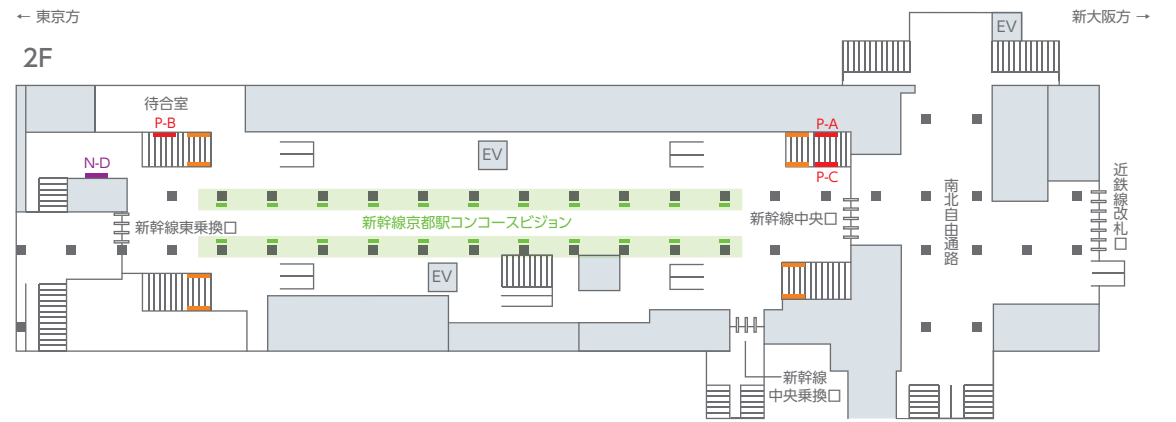 ← 東京方
新大阪方 →
2F
EV
待合室
P-B
P-A
N-D
EV
P-C
近鉄線改札口
南北自由通路
新幹線東乗換口
新幹線京都駅コンコースビジョン
新幹線中央口
EV
EV
新幹線
中央乗換口